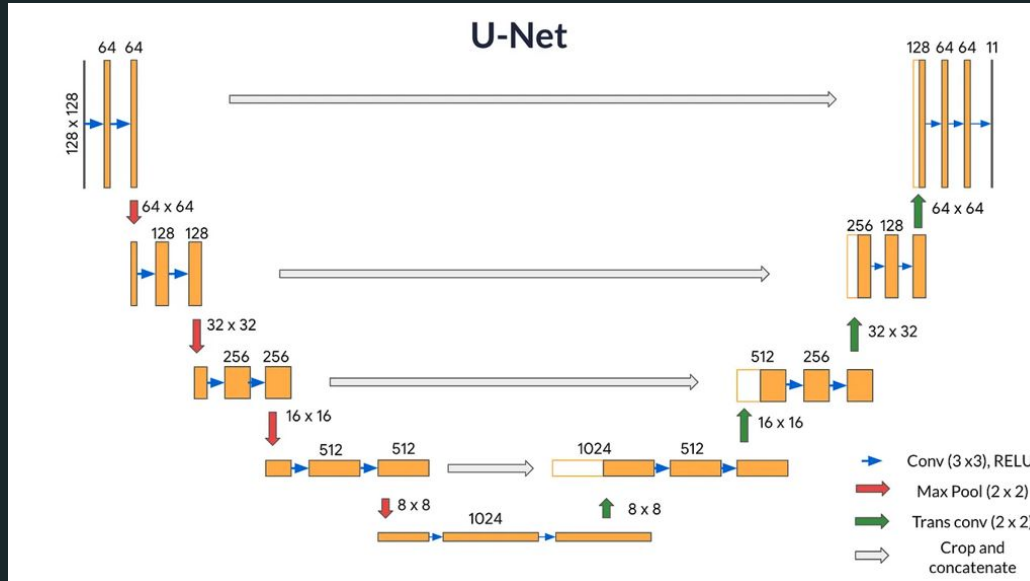 U-Net
64 64
128 64 64 11
128 x 128
64 x 64
64 x 64
128 128
256 128
32 x 32
32 x 32
256 256
512 256
16 x 16
16 x 16
512 512
1024 512
8 x 8
8 x 8
1024
Conv (3 x3), RELU
Max Pool (2 x 2)
Trans conv (2 x 2)
Crop and
concatenate